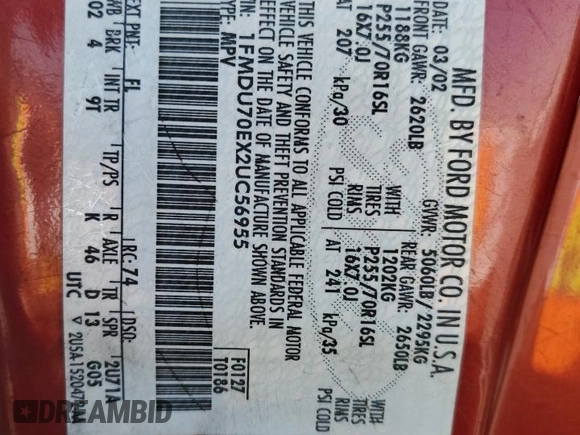 MFD. BY FORD MOTOR CO. IN U.S.A.
DATE: 03/02 GVWR: 5060LB/ 2295KG
FRONT GAWR: 2620LB REAR GAWR: 2650LB
1188KG WITH 1202KG WITH
P255/70R16SL TIRES P255/70R16SL TIRES
16X7.0J RIMS 16X7.0J RIMS
AT 207 kPa/30 PSI COLD AT 241 kPa/35 PSI COLD
THIS VEHICLE CONFORMS TO ALL APPLICABLE FEDERAL MOTOR
VEHICLE SAFETY AND THEFT PREVENTION STANDARDS IN
EFFECT ON THE DATE OF MANUFACTURE SHOWN ABOVE.
VIN: 1FMDU70EX2UC56955 F0127
TYPE: MPV T0186
EXT PNT: EL RC: 74 DSO:
WB BRK INT TR TP/PS R AXLE TR SPR 2U71A
02 4 9T K 46 D 13 G05
UTC
DAMEBID